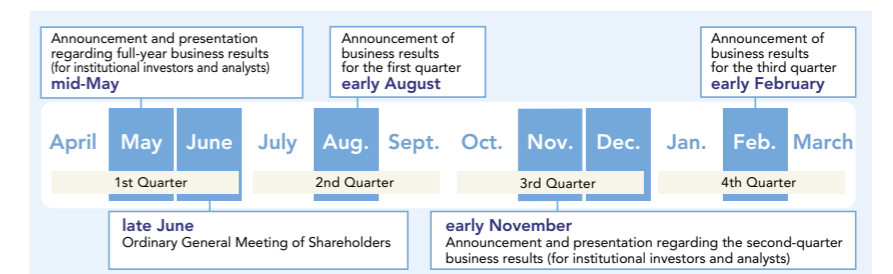 Announcement and presentation
regarding full-year business results
(for institutional investors and analysts)
mid-May
Announcement of
business results
for the first quarter
early August
Announcement of
business results
for the third quarter
early February
April May June July Aug. Sept. Oct. Nov. Dec. Jan. Feb. March
1st Quarter 2nd Quarter 3rd Quarter 4th Quarter
late June
Ordinary General Meeting of Shareholders
early November
Announcement and presentation regarding the second-quarter
business results (for institutional investors and analysts)